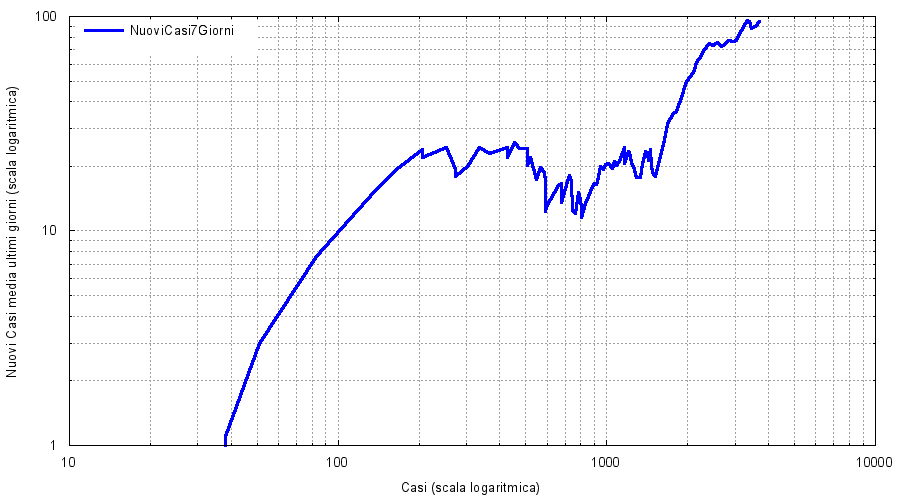 100
NuoviCasi7Giorni
10
1
10
100
1000
10000
Casi (scala logaritmica)
Nuovi Casi media ultimi giorni (scala logaritmica)